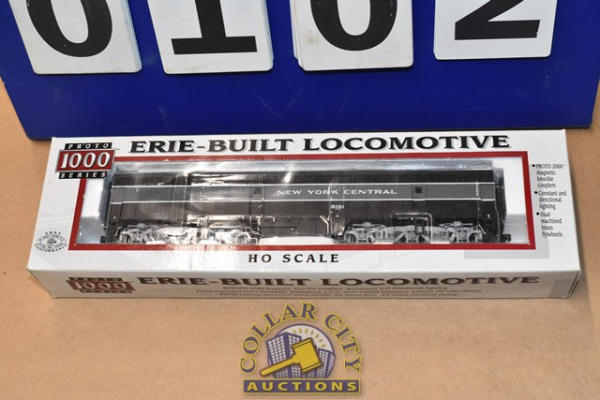 0102
PROTO
1000
SERIES
ERIE-BUILT LOCOMOTIVE
NEW YORK CENTRAL
• PROTO 2000
magnetic
knuckle
couplers
• Constant and
directional
lighting
• Dual
machined
brass
flywheels
HO SCALE
PROTO
1000
SERIES
ERIE-BUILT LOCOMOTIVE
COLLAR CITY
AUCTIONS